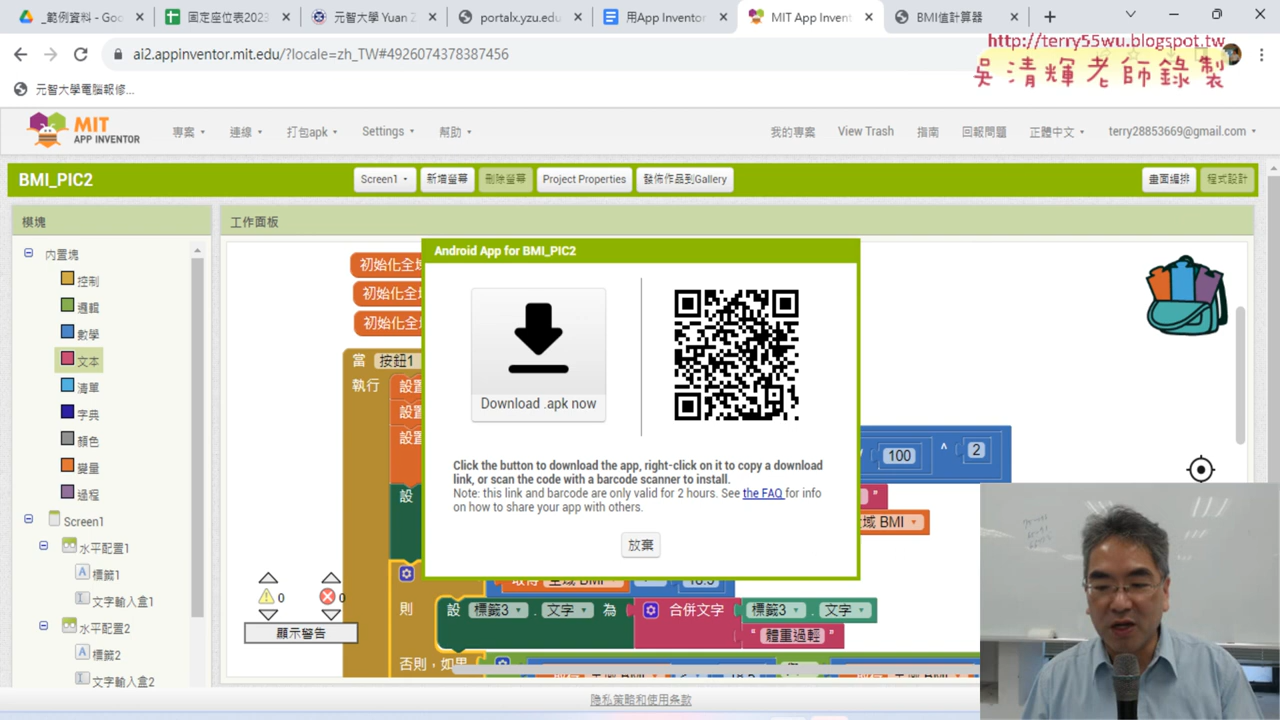 _範例資料 - Goo
固定座位表2023
元智大學 Yuan Z
portalx.yzu.edu
用App Inventor
MIT App Invent
BMI值計算器
ai2.appinventor.mit.edu/?locale=zh_TW#4926074378387456
http://terry55wu.blogspot.tw
吳清輝老師錄製
元智大學電腦報修...
MIT
APP INVENTOR
專案
連線
打包apk
Settings
幫助
我的專案
View Trash
指南
回報問題
正體中文
terry28853669@gmail.com
BMI_PIC2
Screen1
新增螢幕
刪除螢幕
Project Properties
發佈作品到Gallery
畫面編排
程式設計
模塊
工作面板
內置塊
控制
邏輯
數學
文本
清單
字典
顏色
變量
過程
Screen1
水平配置1
標籤1
文字輸入盒1
水平配置2
標籤2
文字輸入盒2
初始化全域
初始化全域
初始化全域
當 按鈕1
執行 設置
設置
設置
設
Android App for BMI_PIC2
Download .apk now
Click the button to download the app, right-click on it to copy a download
link, or scan the code with a barcode scanner to install.
Note: this link and barcode are only valid for 2 hours. See the FAQ for info
on how to share your app with others.
放棄
/ 100 ^ 2
"
域 BMI
取得 全域 BMI 18.5
則 設 標籤3 . 文字 為 合併文字 標籤3 . 文字
" 體重過輕 "
否則，如果
0 0
顯示警告
隐私策略和使用条款